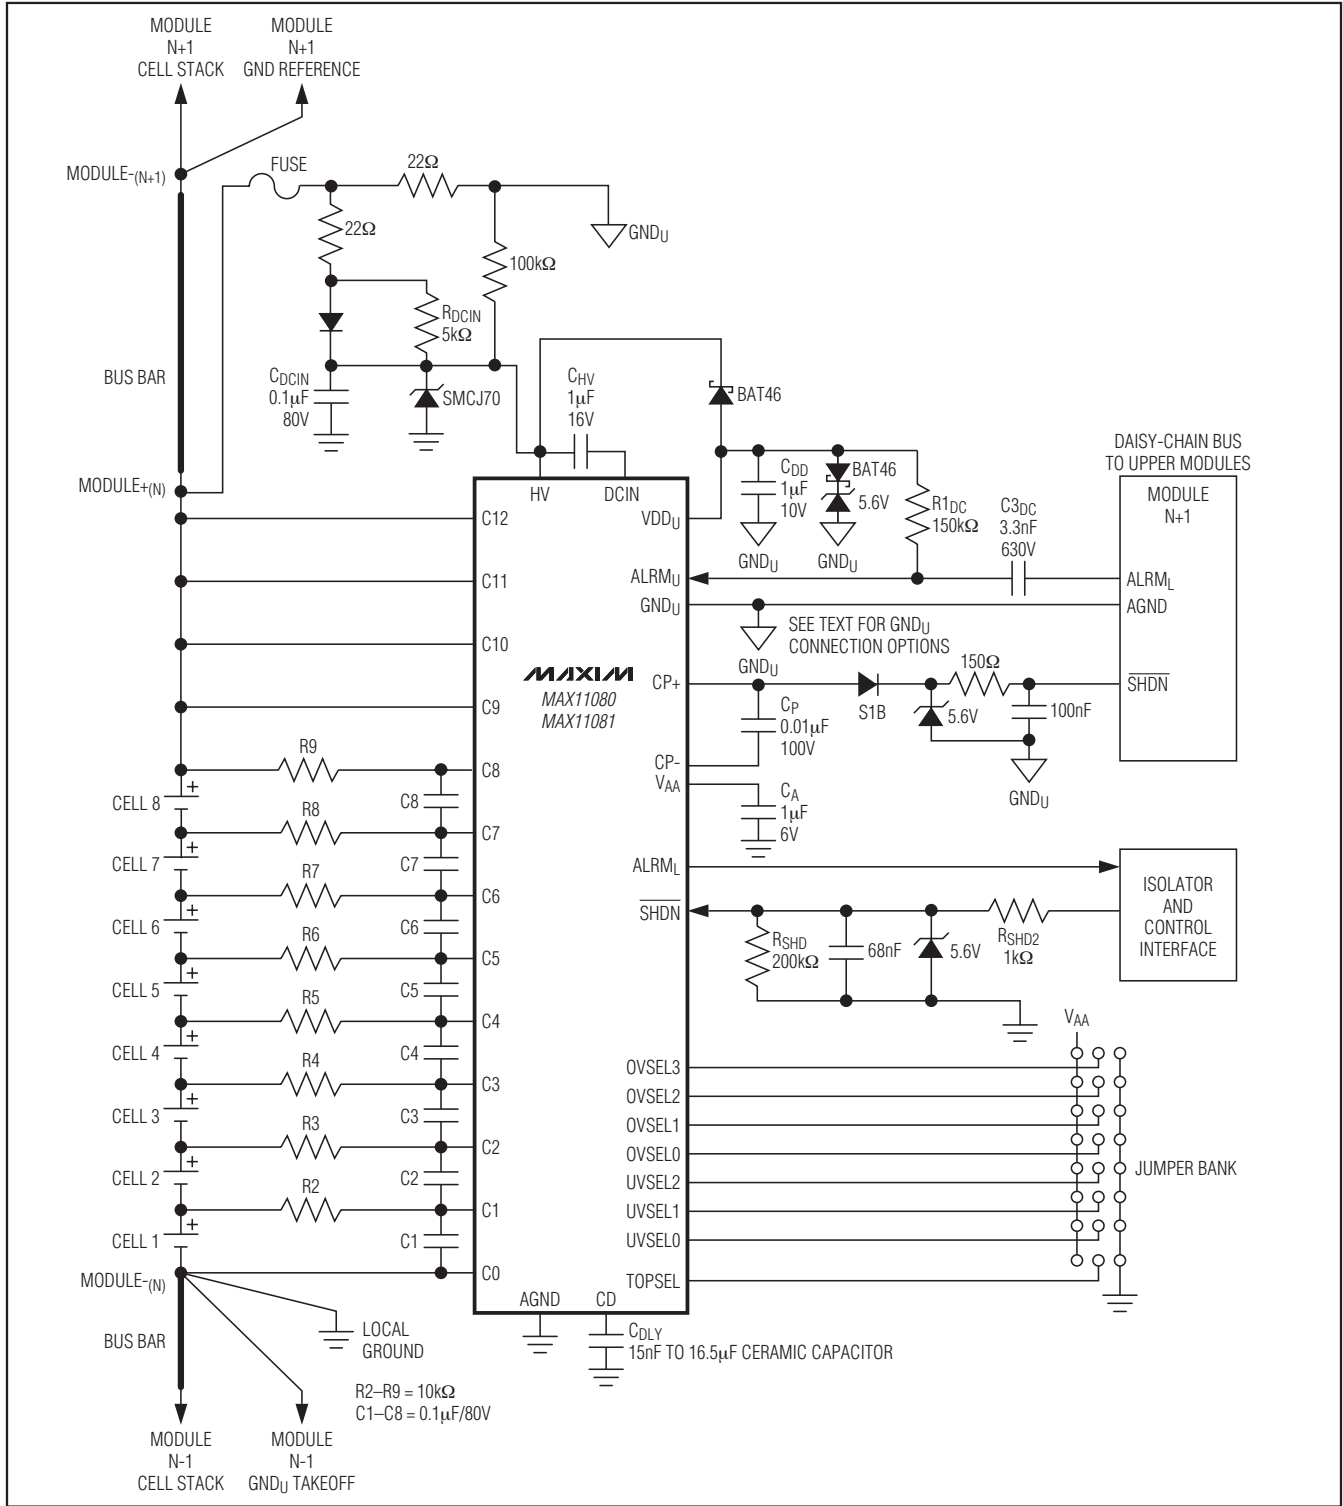 MODULE
N+1
CELL STACK
MODULE
N+1
GND REFERENCE
MODULE-(N+1)
FUSE
22Ω
22Ω
GNDU
100kΩ
RDCIN
5kΩ
BUS BAR
CDCIN
0.1µF
80V
SMCJ70
CHV
1µF
16V
BAT46
MODULE+(N)
HV
DCIN
CDD
1µF
10V
BAT46
5.6V
GNDU
GNDU
R1DC
150kΩ
C3DC
3.3nF
630V
DAISY-CHAIN BUS
TO UPPER MODULES
MODULE
N+1
ALRML
AGND
SHDN
C12
C11
C10
C9
C8
C7
C6
C5
C4
C3
C2
C1
C0
VDDU
ALRMU
GNDU
GNDU
SEE TEXT FOR GNDU
CONNECTION OPTIONS
MAXIM
MAX11080
MAX11081
CP+
CP-
VAA
CP
0.01µF
100V
S1B
5.6V
150Ω
100nF
GNDU
CA
1µF
6V
ALRML
SHDN
RSHD
200kΩ
68nF
5.6V
RSHD2
1kΩ
ISOLATOR
AND
CONTROL
INTERFACE
R9
R8
R7
R6
R5
R4
R3
R2
C8
C7
C6
C5
C4
C3
C2
C1
CELL 8
+
CELL 7
+
CELL 6
+
CELL 5
+
CELL 4
+
CELL 3
+
CELL 2
+
CELL 1
+
VAA
OVSEL3
OVSEL2
OVSEL1
OVSEL0
UVSEL2
UVSEL1
UVSEL0
TOPSEL
JUMPER BANK
MODULE-(N)
BUS BAR
LOCAL
GROUND
AGND
CD
CDLY
15nF TO 16.5µF CERAMIC CAPACITOR
R2–R9 = 10kΩ
C1–C8 = 0.1µF/80V
MODULE
N-1
CELL STACK
MODULE
N-1
GNDU TAKEOFF